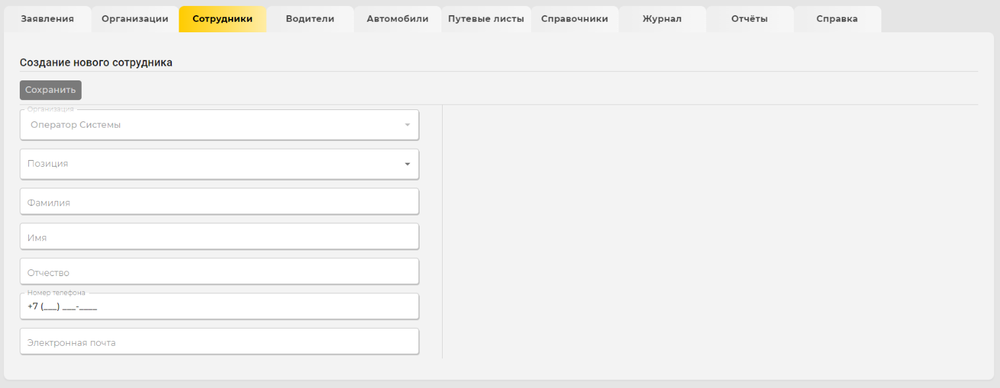 Заявления Организации Сотрудники Водители Автомобили Путевые листы Справочники Журнал Отчёты Справка
Создание нового сотрудника
Сохранить
Организация
Оператор Системы
Позиция
Фамилия
Имя
Отчество
Номер телефона
+7 (___) ___-____
Электронная почта